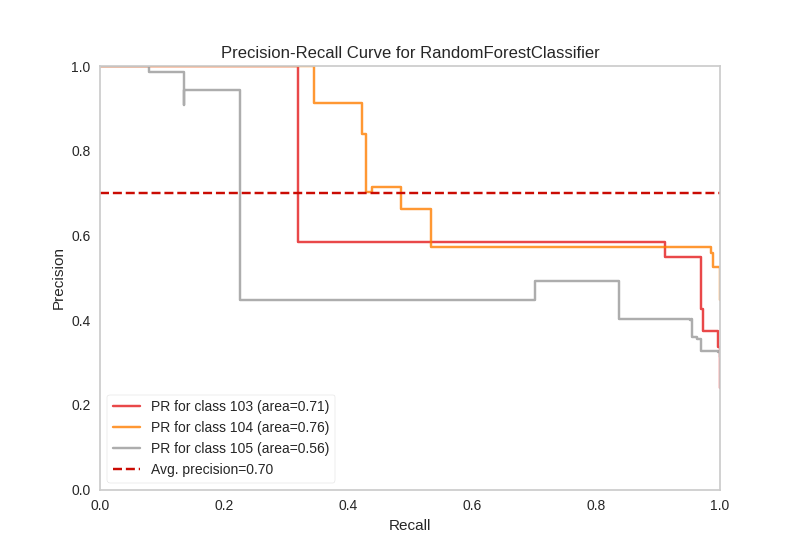 Precision-Recall Curve for RandomForestClassifier
1.0
0.8
0.6
0.4
0.2
0.0
Precision
PR for class 103 (area=0.71)
PR for class 104 (area=0.76)
PR for class 105 (area=0.56)
Avg. precision=0.70
0.0 0.2 0.4 0.6 0.8 1.0
Recall